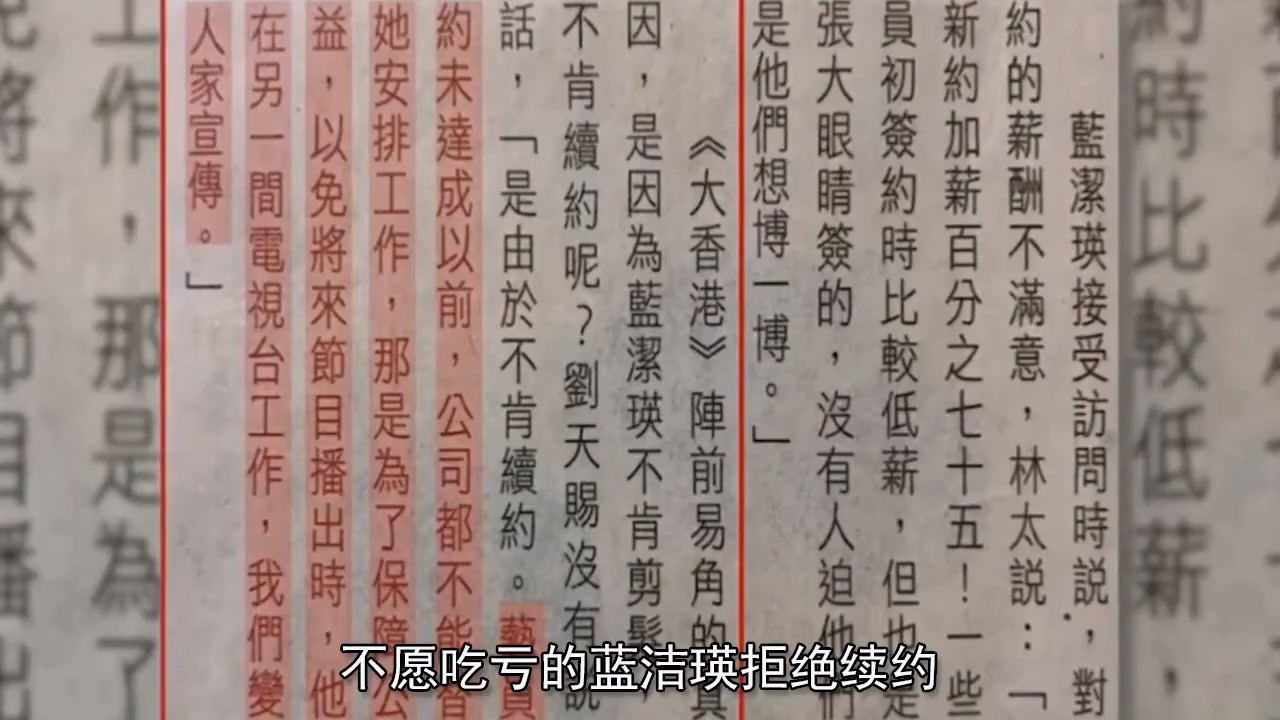 藍潔瑛接受訪問時說，對
約的薪酬不滿意，林太說：「
新約加薪百分之七十五！一些
員初簽約時比較低薪，但也是
張大眼睛簽的，沒有人迫他們
是他們想博一博。」
《大香港》陣前易角的真
因，是因為藍潔瑛不肯剪髮
不肯續約呢？劉天賜沒有說
話，「是由於不肯續約。藝員
約未達成以前，公司都不能替
她安排工作，那是為了保障公
益，以免將來節目播出時，他
在另一間電視台工作，我們變
人家宣傳。」
不愿吃亏的蓝洁瑛拒绝续约